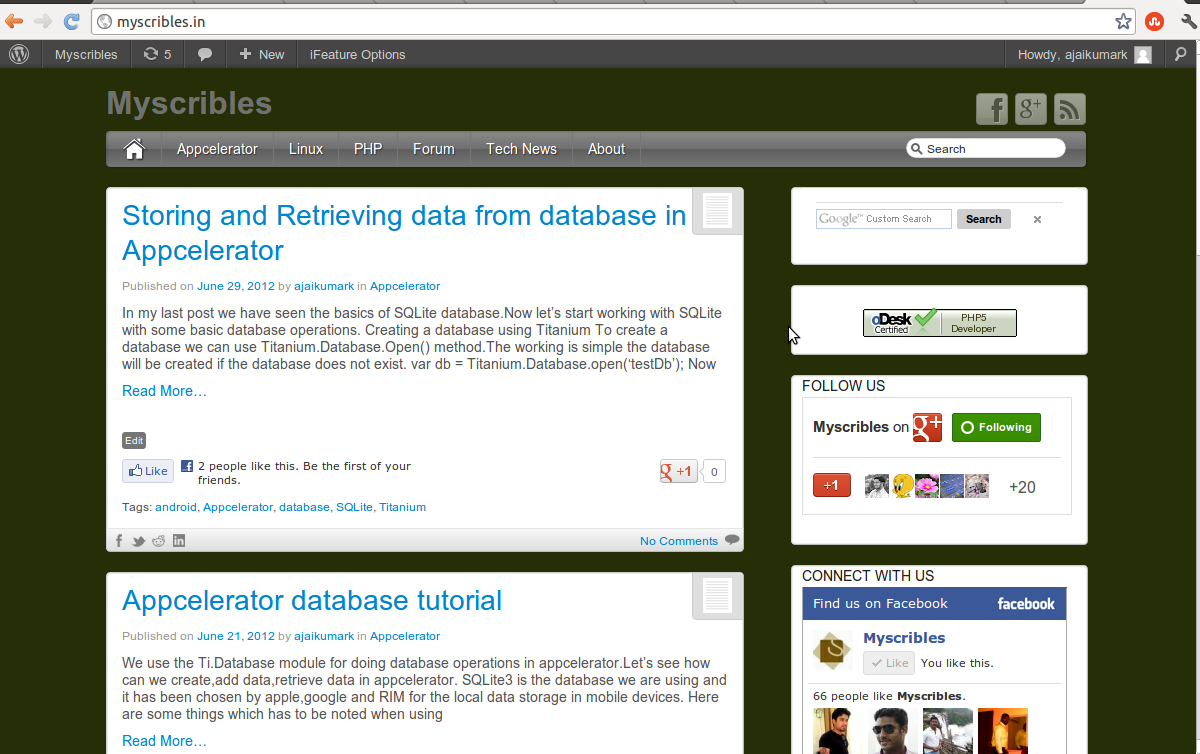 myscribles.in
Myscribles
5
New
iFeature Options
Howdy, ajaikumark
Myscribles
f
g+
Appcelerator
Linux
PHP
Forum
Tech News
About
Search
Storing and Retrieving data from database in
Appcelerator
Published on June 29, 2012 by ajaikumark in Appcelerator
In my last post we have seen the basics of SQLite database.Now let’s start working with SQLite
with some basic database operations. Creating a database using Titanium To create a
database we can use Titanium.Database.Open() method.The working is simple the database
will be created if the database does not exist. var db = Titanium.Database.open(‘testDb’); Now
Read More…
Edit
Like
2 people like this. Be the first of your
friends.
g +1
0
Tags: android, Appcelerator, database, SQLite, Titanium
No Comments
Appcelerator database tutorial
Published on June 21, 2012 by ajaikumark in Appcelerator
We use the Ti.Database module for doing database operations in appcelerator.Let’s see how
can we create,add data,retrieve data in appcelerator. SQLite3 is the database we are using and
it has been chosen by apple,google and RIM for the local data storage in mobile devices. Here
are some things which has to be noted when using
Read More…
Google™ Custom Search
Search
×
oDesk
Certified
PHP5
Developer
FOLLOW US
Myscribles on g+
Following
+1
+20
CONNECT WITH US
Find us on Facebook
facebook
Myscribles
Like
You like this.
66 people like Myscribles.